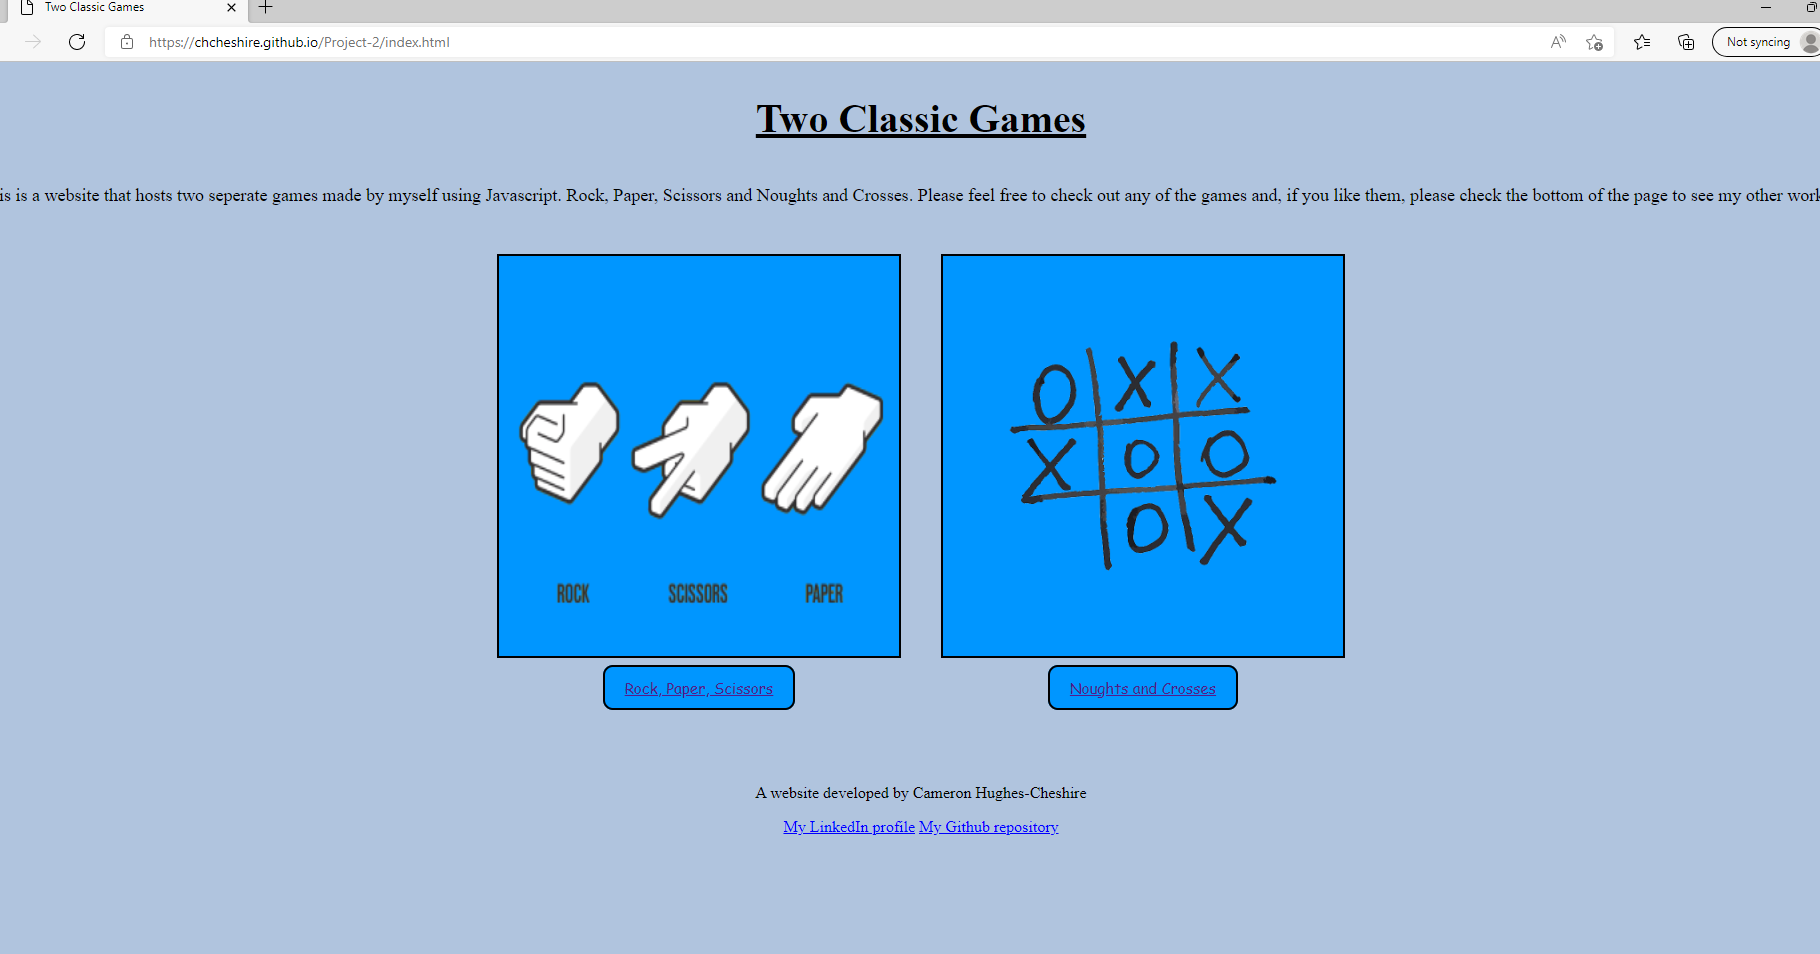 Two Classic Games
https://chcheshire.github.io/Project-2/index.html
Not syncing
Two Classic Games
is is a website that hosts two seperate games made by myself using Javascript. Rock, Paper, Scissors and Noughts and Crosses. Please feel free to check out any of the games and, if you like them, please check the bottom of the page to see my other work
O X X
X O O
O X
ROCK SCISSORS PAPER
Rock, Paper, Scissors
Noughts and Crosses
A website developed by Cameron Hughes-Cheshire
My LinkedIn profile My Github repository